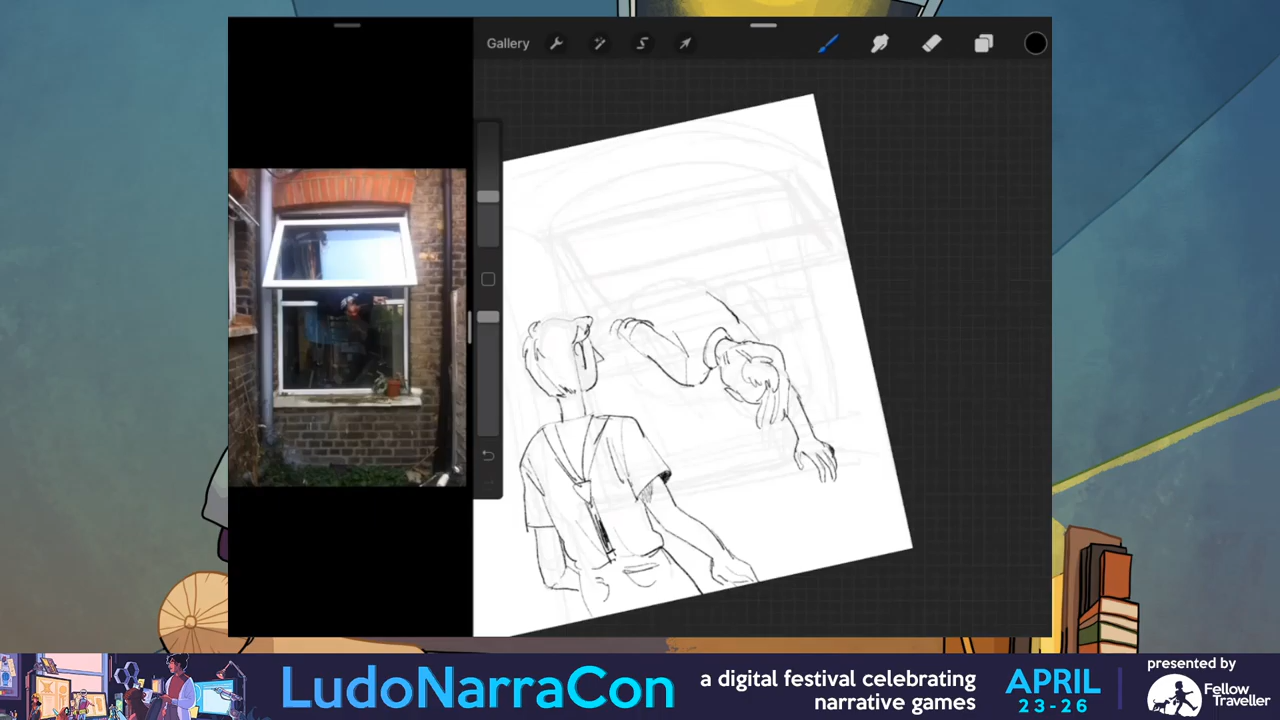 Gallery
LudoNarraCon
a digital festival celebrating
narrative games
APRIL
23-26
presented by
Fellow
Traveller